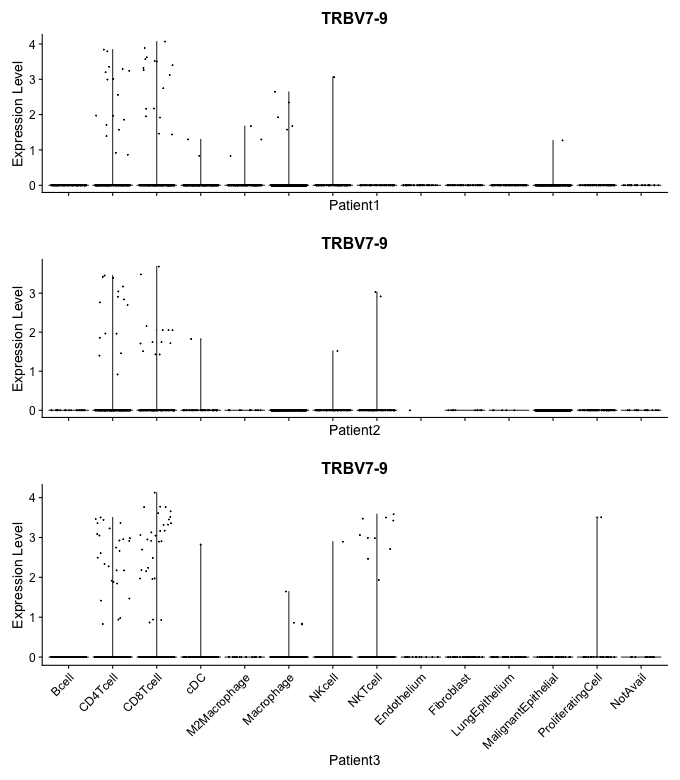 TRBV7-9
Expression Level
4
3
2
1
0
Patient1
TRBV7-9
Expression Level
3
2
1
0
Patient2
TRBV7-9
Expression Level
4
3
2
1
0
Bcell
CD4Tcell
CD8Tcell
cDC
M2Macrophage
Macrophage
NKcell
NKTcell
Endothelium
Fibroblast
LungEpithelium
MalignantEpithelial
ProliferatingCell
NotAvail
Patient3